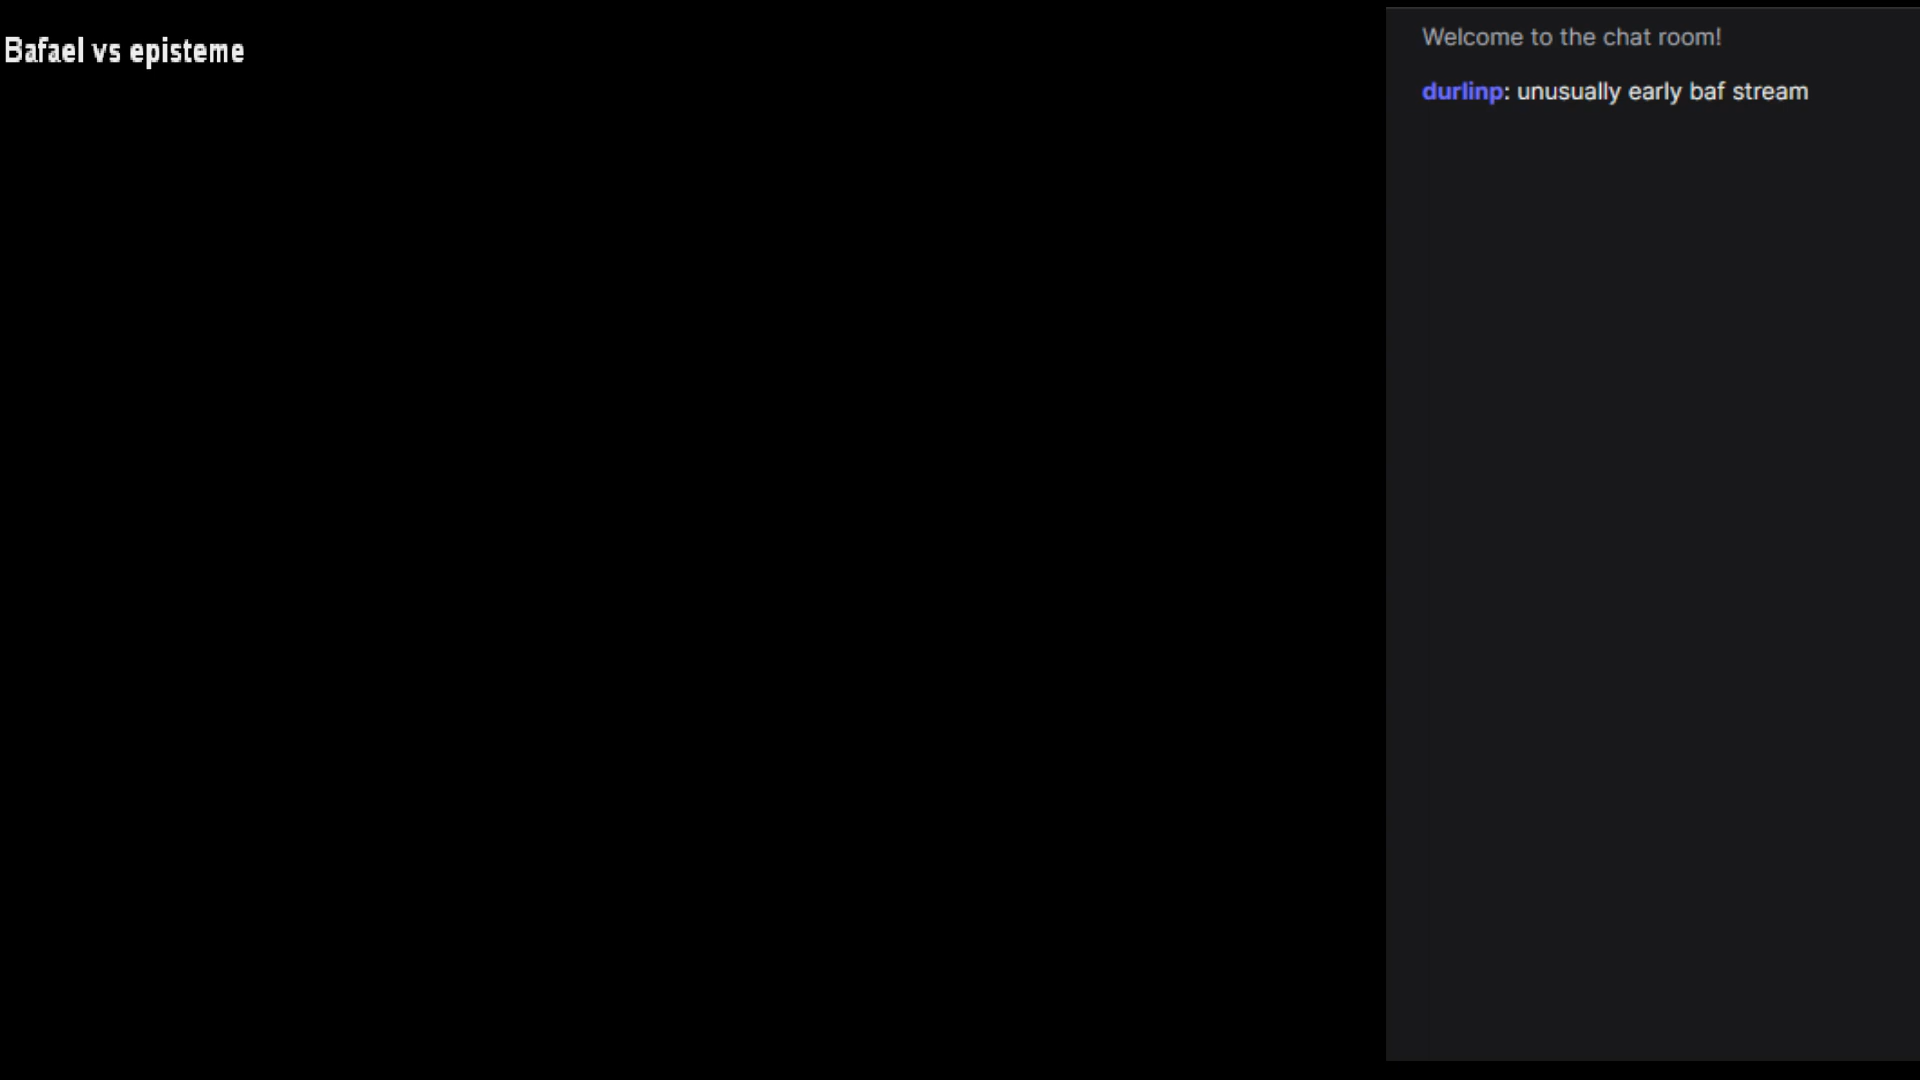 Bafael vs episteme
Welcome to the chat room!
durlinp: unusually early baf stream